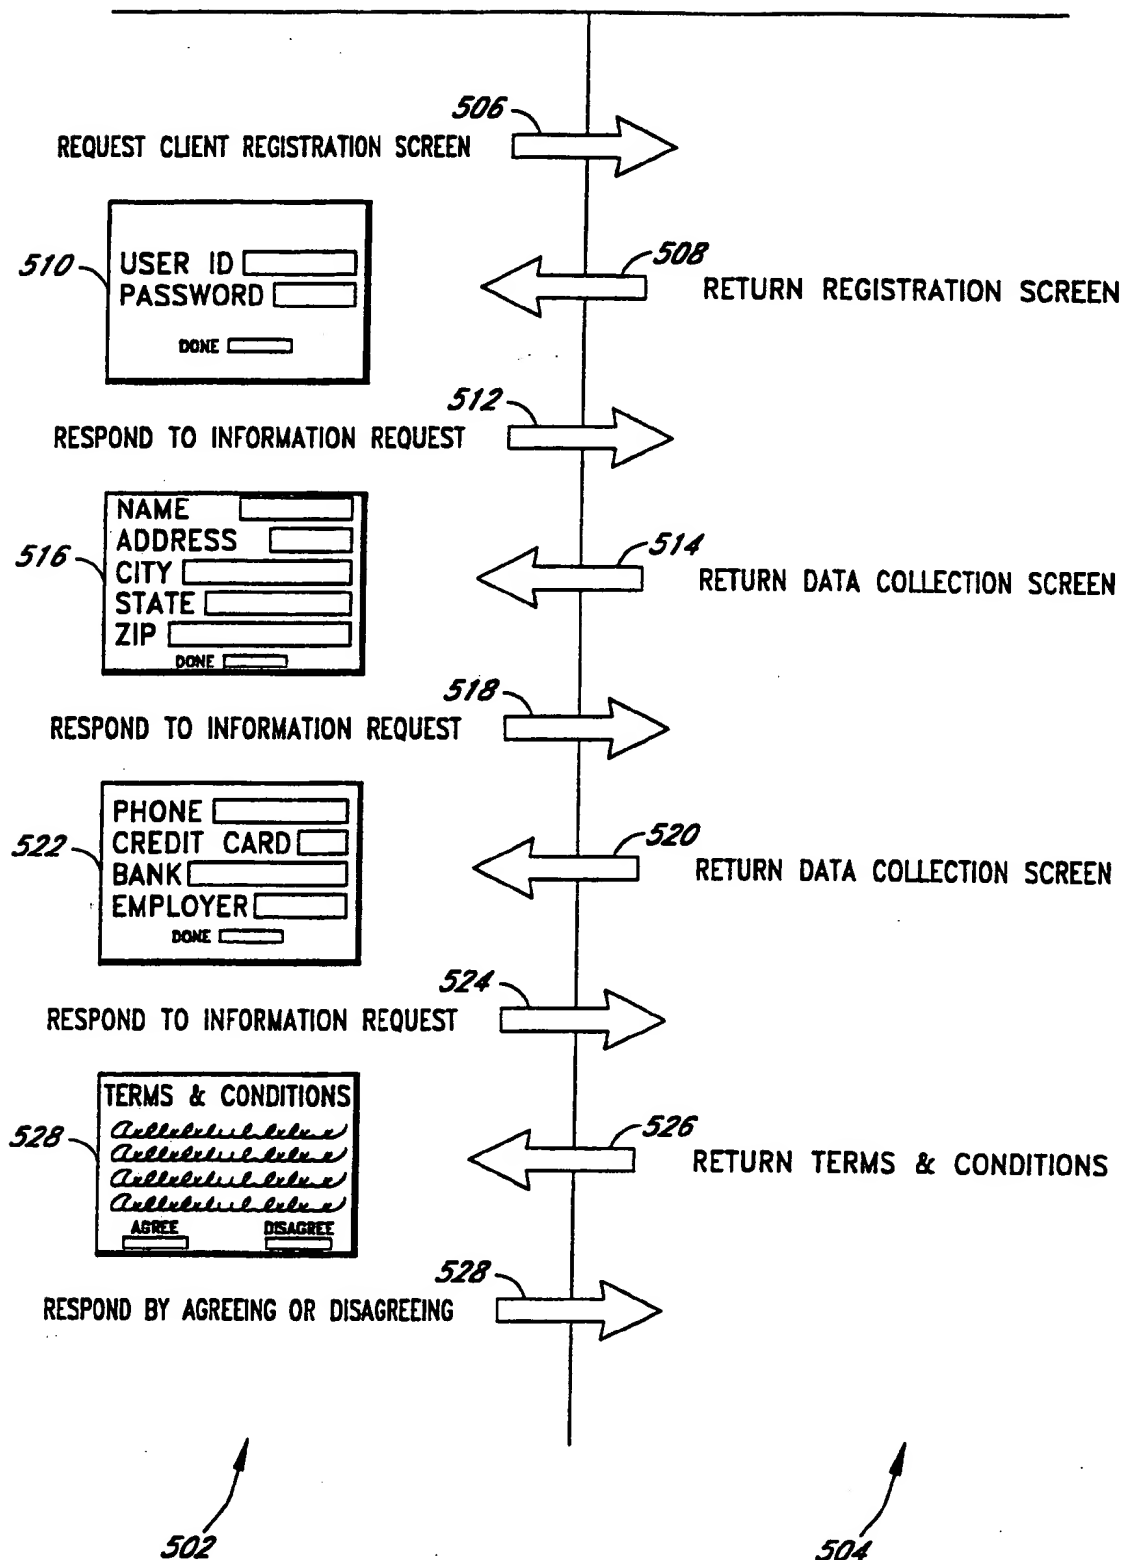 506
REQUEST CLIENT REGISTRATION SCREEN
508
510
USER ID
PASSWORD
DONE
RETURN REGISTRATION SCREEN
512
RESPOND TO INFORMATION REQUEST
NAME
ADDRESS
CITY
STATE
ZIP
DONE
516
514
RETURN DATA COLLECTION SCREEN
518
RESPOND TO INFORMATION REQUEST
PHONE
CREDIT CARD
BANK
EMPLOYER
DONE
522
520
RETURN DATA COLLECTION SCREEN
524
RESPOND TO INFORMATION REQUEST
TERMS & CONDITIONS
AGREE DISAGREE
528
526
RETURN TERMS & CONDITIONS
528
RESPOND BY AGREEING OR DISAGREEING
502
504